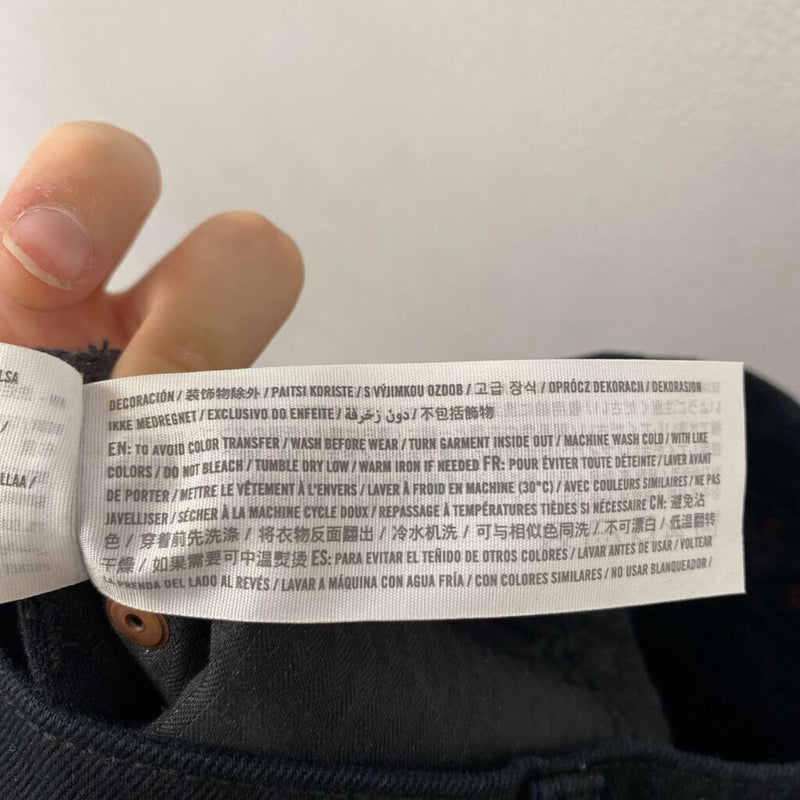 LSA
/
ELAA /
DECORACIÓN / 装饰物除外 / PAITSI KORISTE / S VÝJIMKOU OZDOB / 고급 장식 / OPRÓCZ DEKORACJI / DEKORASJON
IKKE MEDREGNET / EXCLUSIVO DO ENFEITE / دون زخرفة / 不包括飾物
EN: TO AVOID COLOR TRANSFER / WASH BEFORE WEAR / TURN GARMENT INSIDE OUT / MACHINE WASH COLD / WITH LIKE
COLORS / DO NOT BLEACH / TUMBLE DRY LOW / WARM IRON IF NEEDED FR: POUR ÉVITER TOUTE DÉTEINTE / LAVER AVANT
DE PORTER / METTRE LE VÊTEMENT À L'ENVERS / LAVER À FROID EN MACHINE (30°C) / AVEC COULEURS SIMILAIRES / NE PAS
JAVELLISER / SÉCHER À LA MACHINE CYCLE DOUX / REPASSAGE À TEMPÉRATURES TIÈDES SI NÉCESSAIRE CN: 避免沾
色 / 穿着前先洗涤 / 将衣物反面翻出 / 冷水机洗 / 可与相似色同洗 / 不可漂白 / 低温翻转
干燥 / 如果需要可中温熨烫 ES: PARA EVITAR EL TEÑIDO DE OTROS COLORES / LAVAR ANTES DE USAR / VOLTEAR
LA PRENDA DEL LADO AL REVÉS / LAVAR A MÁQUINA CON AGUA FRÍA / CON COLORES SIMILARES / NO USAR BLANQUEADOR /